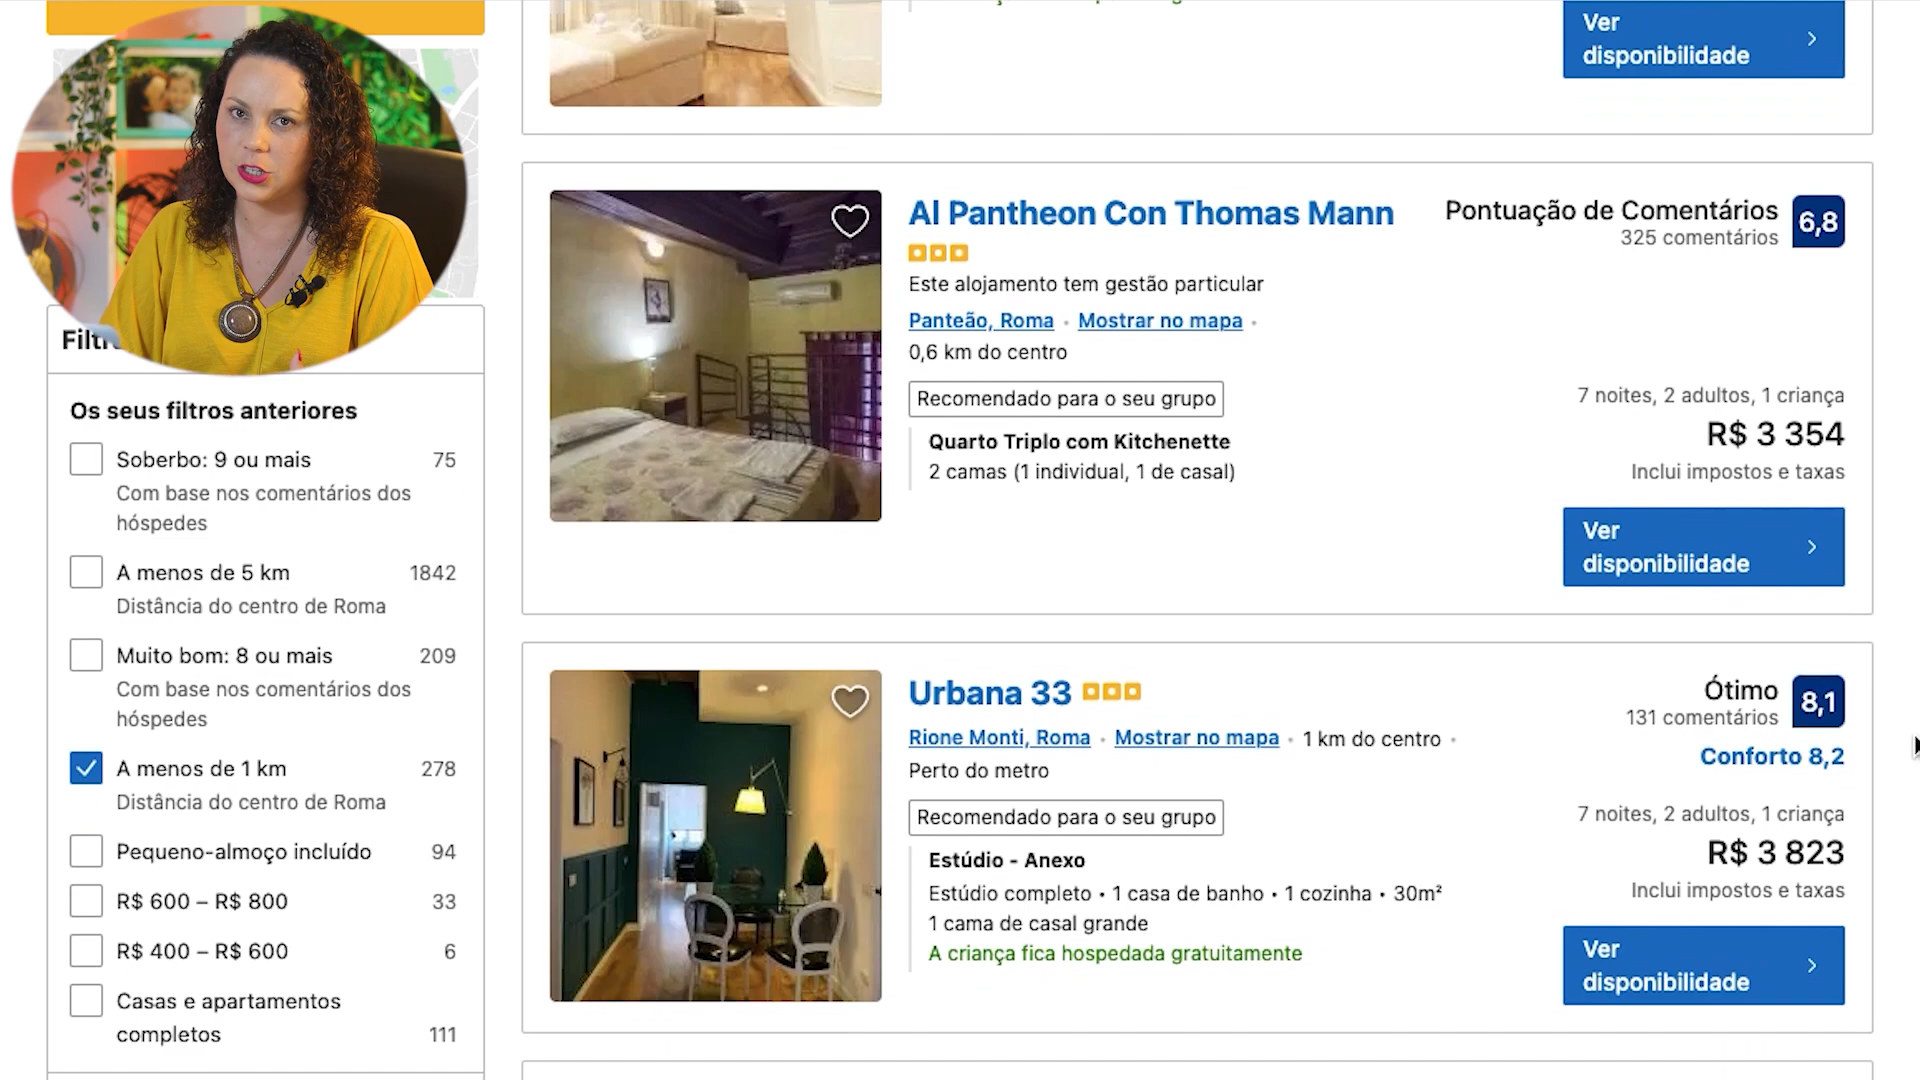 Ver
disponibilidade
Al Pantheon Con Thomas Mann
Este alojamento tem gestão particular
Panteão, Roma • Mostrar no mapa •
0,6 km do centro
Recomendado para o seu grupo
Quarto Triplo com Kitchenette
2 camas (1 individual, 1 de casal)
Pontuação de Comentários
325 comentários
6,8
7 noites, 2 adultos, 1 criança
R$ 3 354
Inclui impostos e taxas
Ver
disponibilidade
Urbana 33
Rione Monti, Roma • Mostrar no mapa • 1 km do centro •
Perto do metro
Recomendado para o seu grupo
Estúdio - Anexo
Estúdio completo • 1 casa de banho • 1 cozinha • 30m²
1 cama de casal grande
A criança fica hospedada gratuitamente
Ótimo
131 comentários
8,1
Conforto 8,2
7 noites, 2 adultos, 1 criança
R$ 3 823
Inclui impostos e taxas
Ver
disponibilidade
Os seus filtros anteriores
Soberbo: 9 ou mais 75
Com base nos comentários dos
hóspedes
A menos de 5 km 1842
Distância do centro de Roma
Muito bom: 8 ou mais 209
Com base nos comentários dos
hóspedes
A menos de 1 km 278
Distância do centro de Roma
Pequeno-almoço incluído 94
R$ 600 – R$ 800 33
R$ 400 – R$ 600 6
Casas e apartamentos
completos 111